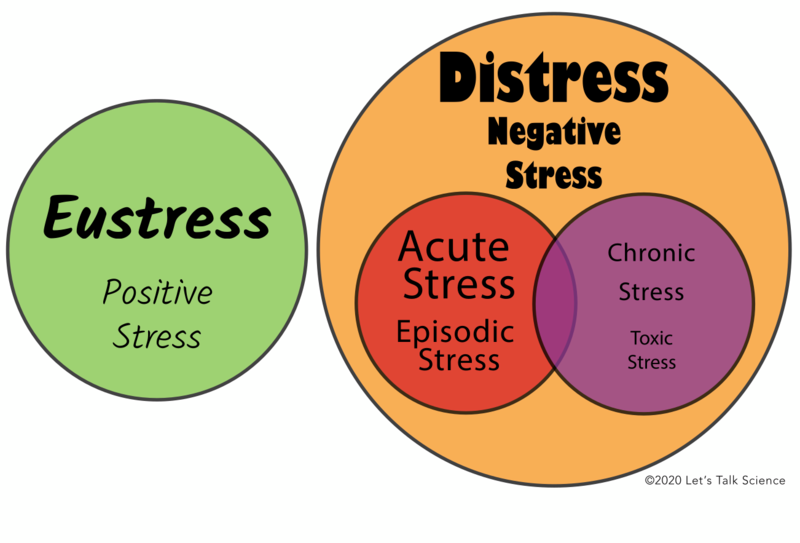 Eustress
Positive
Stress
Distress
Negative
Stress
Acute
Stress
Episodic
Stress
Chronic
Stress
Toxic
Stress
©2020 Let's Talk Science